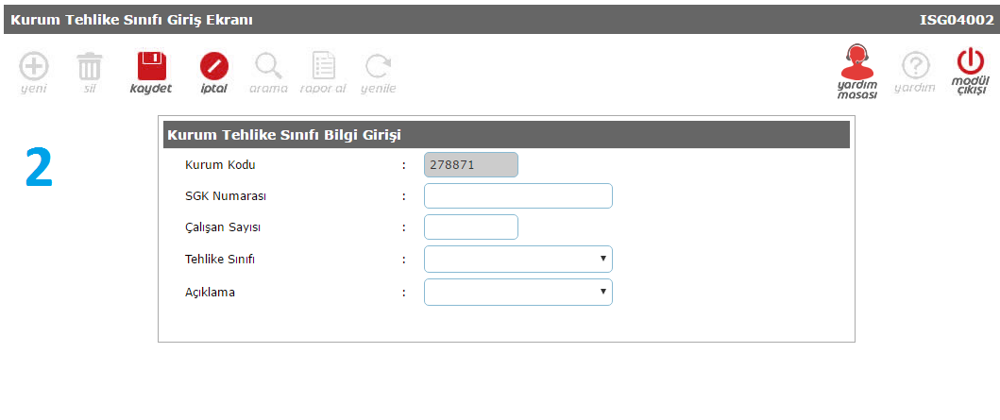 Kurum Tehlike Sınıfı Giriş Ekranı ISG04002
yeni sil kaydet iptal arama rapor al yenile yardım masası yardım modül çıkışı
2
Kurum Tehlike Sınıfı Bilgi Girişi
Kurum Kodu : 278871
SGK Numarası :
Çalışan Sayısı :
Tehlike Sınıfı :
Açıklama :